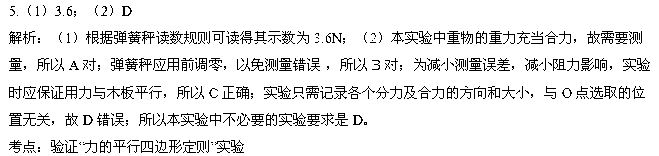 5.（1）3.6；（2）D
解析：（1）根据弹簧秤读数规则可读得其示数为 3.6N；（2）本实验中重物的重力充当合力，故需要测
量，所以 A 对；弹簧秤应用前调零，以免测量错误 ，所以 B 对；为减小测量误差，减小阻力影响，实验
时应保证用力与木板平行，所以 C 正确；实验只需记录各个分力及合力的方向和大小，与 O 点选取的位
置无关，故 D 错误；所以本实验中不必要的实验要求是 D。
考点：验证“力的平行四边形定则”实验